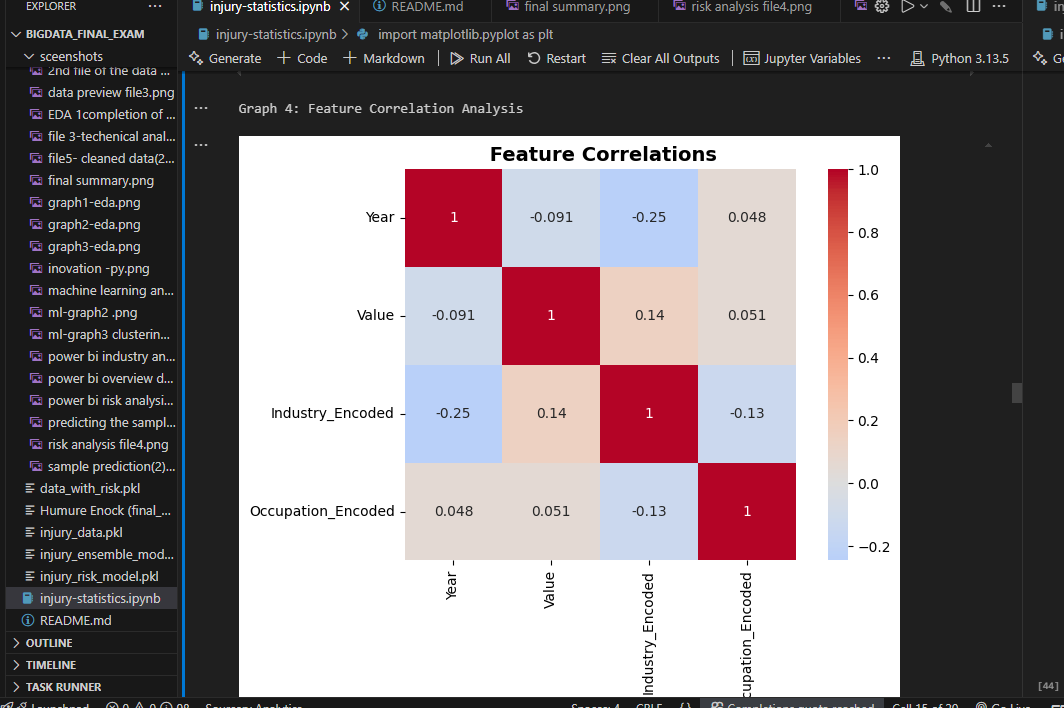 EXPLORER ...
injury-statistics.ipynb
README.md
final summary.png
risk analysis file4.png
...
BIGDATA_FINAL_EXAM
injury-statistics.ipynb > import matplotlib.pyplot as plt
Generate + Code + Markdown | Run All Restart Clear All Outputs | Jupyter Variables ... Python 3.13.5
sceenshots
2nd file of the data ...
data preview file3.png
EDA 1completion of ...
file 3-techenical anal...
file5- cleaned data(2...
final summary.png
graph1-eda.png
graph2-eda.png
graph3-eda.png
inovation -py.png
machine learning an...
ml-graph2 .png
ml-graph3 clusterin...
power bi industry an...
power bi overview d...
power bi risk analysi...
predicting the sampl...
risk analysis file4.png
sample prediction(2)...
data_with_risk.pkl
Humure Enock (final_...
injury_data.pkl
injury_ensemble_mod...
injury_risk_model.pkl
injury-statistics.ipynb
README.md
OUTLINE
TIMELINE
TASK RUNNER
... Graph 4: Feature Correlation Analysis
...
Feature Correlations
Year 1 -0.091 -0.25 0.048
Value -0.091 1 0.14 0.051
Industry_Encoded -0.25 0.14 1 -0.13
Occupation_Encoded 0.048 0.051 -0.13 1
Year
Value
Industry_Encoded
1.0
0.8
0.6
0.4
0.2
0.0
−0.2
[44]